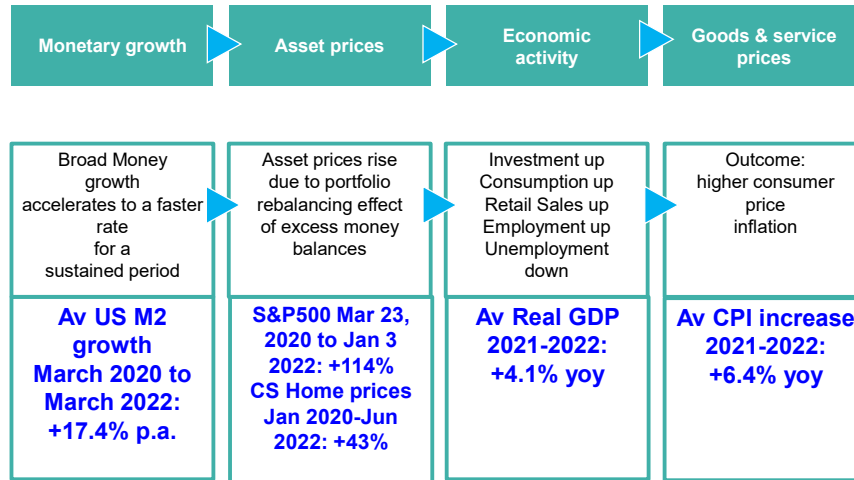 Monetary growth
Asset prices
Economic
activity
Goods & service
prices
Broad Money
growth
accelerates to a faster
rate
for a
sustained period
Asset prices rise
due to portfolio
rebalancing effect
of excess money
balances
Investment up
Consumption up
Retail Sales up
Employment up
Unemployment
down
Outcome:
higher consumer
price
inflation
Av US M2
growth
March 2020 to
March 2022:
+17.4% p.a.
S&P500 Mar 23,
2020 to Jan 3
2022: +114%
CS Home prices
Jan 2020-Jun
2022: +43%
Av Real GDP
2021-2022:
+4.1% yoy
Av CPI increase
2021-2022:
+6.4% yoy